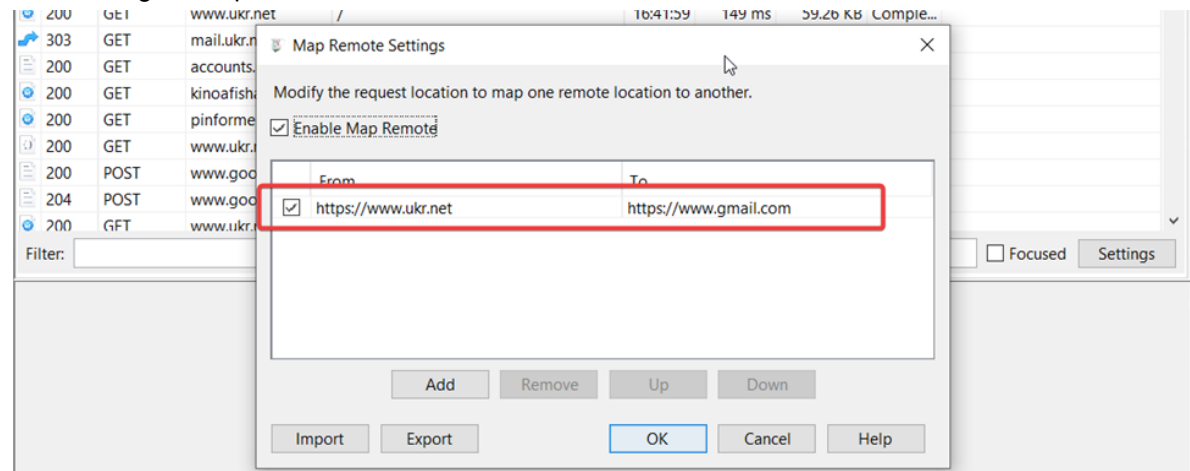 200 GET www.ukr.net / 16:41:59 149 ms 59.26 KB Comple...
303 GET mail.ukr.n
200 GET accounts.
200 GET kinoafish
200 GET pinforme
200 GET www.ukr.
200 POST www.goo
204 POST www.goo
200 GET www.ukr.
Filter:
Focused
Settings
Map Remote Settings
Modify the request location to map one remote location to another.
Enable Map Remote
From To
https://www.ukr.net https://www.gmail.com
Add Remove Up Down
Import Export OK Cancel Help